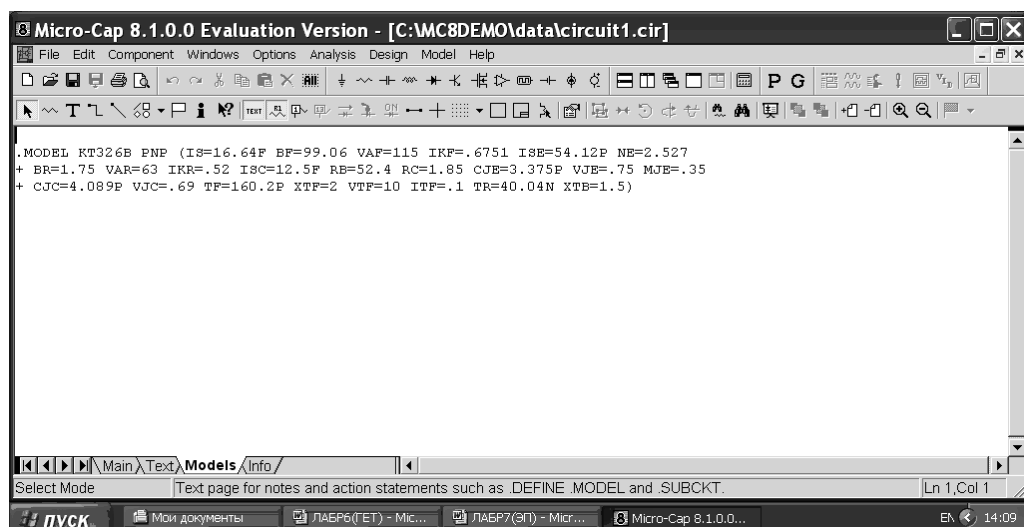 Micro-Cap 8.1.0.0 Evaluation Version - [C:\MC8DEMO\data\circuit1.cir]
File Edit Component Windows Options Analysis Design Model Help
.MODEL KT326B PNP (IS=16.64F BF=99.06 VAF=115 IKF=.6751 ISE=54.12P NE=2.527
+ BR=1.75 VAR=63 IKR=.52 ISC=12.5F RB=52.4 RC=1.85 CJE=3.375P VJE=.75 MJE=.35
+ CJC=4.089P VJC=.69 TF=160.2P XTF=2 VTF=10 ITF=.1 TR=40.04N XTB=1.5)
Main Text Models Info
Select Mode Text page for notes and action statements such as .DEFINE .MODEL and .SUBCKT. Ln 1,Col 1
пуск Мои документы ЛАБР6(ГЕТ) - Mic... ЛАБР7(ЭП) - Micr... Micro-Cap 8.1.0.0... EN 14:09